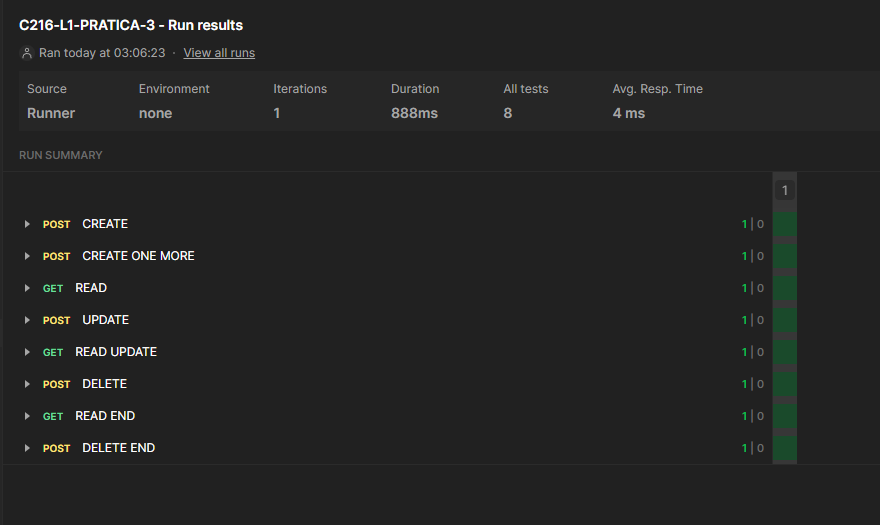 C216-L1-PRATICA-3 - Run results
Ran today at 03:06:23 · View all runs
Source Environment Iterations Duration All tests Avg. Resp. Time
Runner none 1 888ms 8 4 ms
RUN SUMMARY
1
POST CREATE 1 | 0
POST CREATE ONE MORE 1 | 0
GET READ 1 | 0
POST UPDATE 1 | 0
GET READ UPDATE 1 | 0
POST DELETE 1 | 0
GET READ END 1 | 0
POST DELETE END 1 | 0